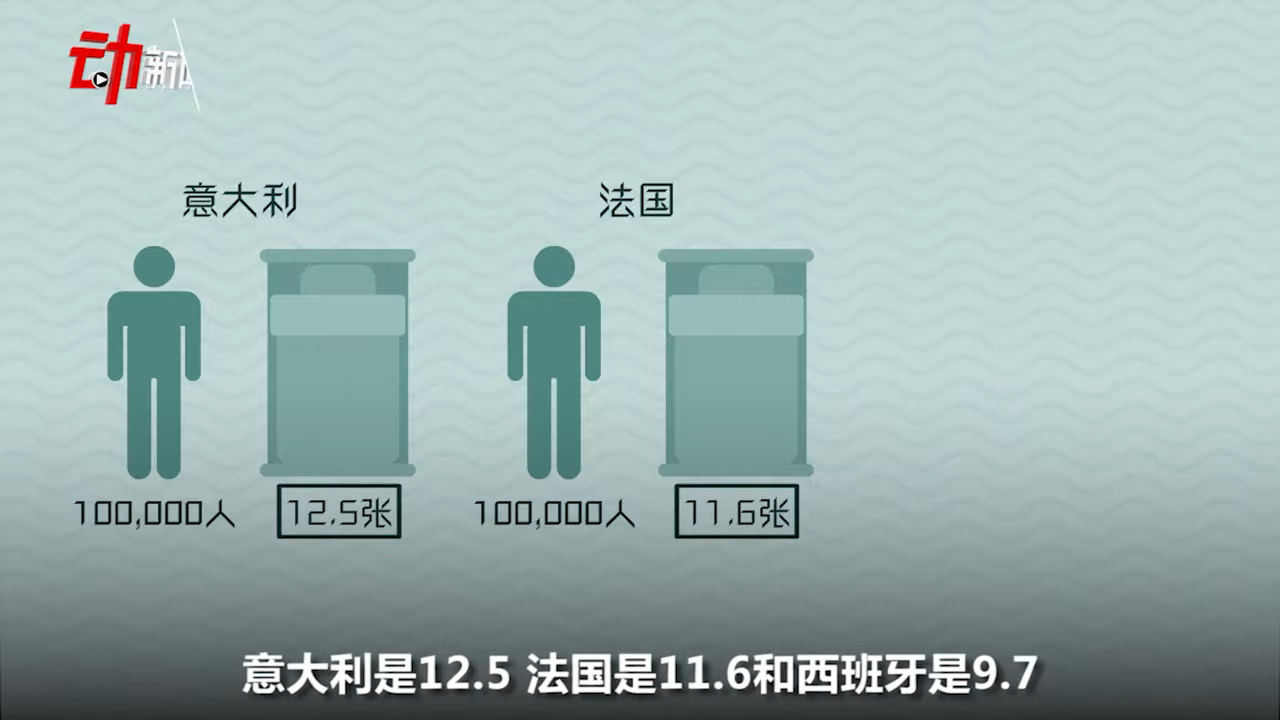 动新
意大利
法国
100,000人
12.5张
100,000人
11.6张
意大利是12.5 法国是11.6和西班牙是9.7